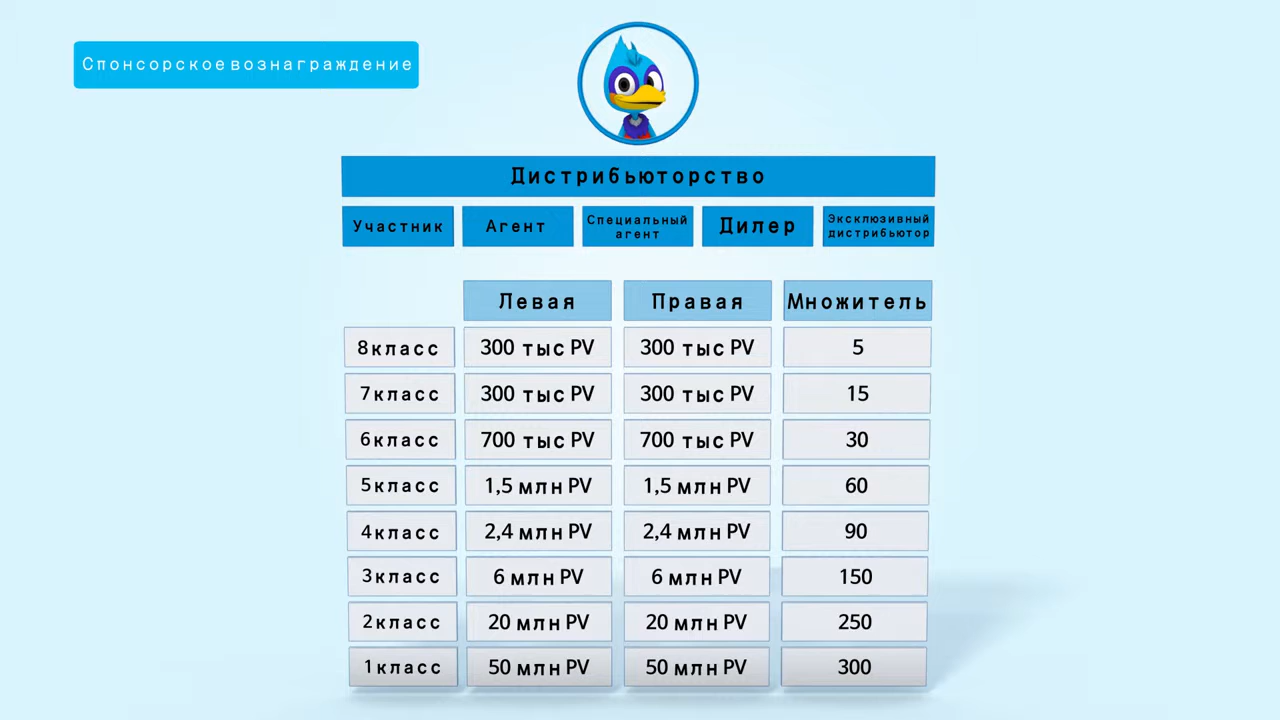 Спонсорскоевознаграждение
Дистрибьюторство
Участник Агент Специальный агент Дилер Эксклюзивный дистрибьютор
Левая Правая Множитель
8класс 300 тыс PV 300 тыс PV 5
7класс 300 тыс PV 300 тыс PV 15
6класс 700 тыс PV 700 тыс PV 30
5класс 1,5 млн PV 1,5 млн PV 60
4класс 2,4 млн PV 2,4 млн PV 90
3класс 6 млн PV 6 млн PV 150
2класс 20 млн PV 20 млн PV 250
1класс 50 млн PV 50 млн PV 300